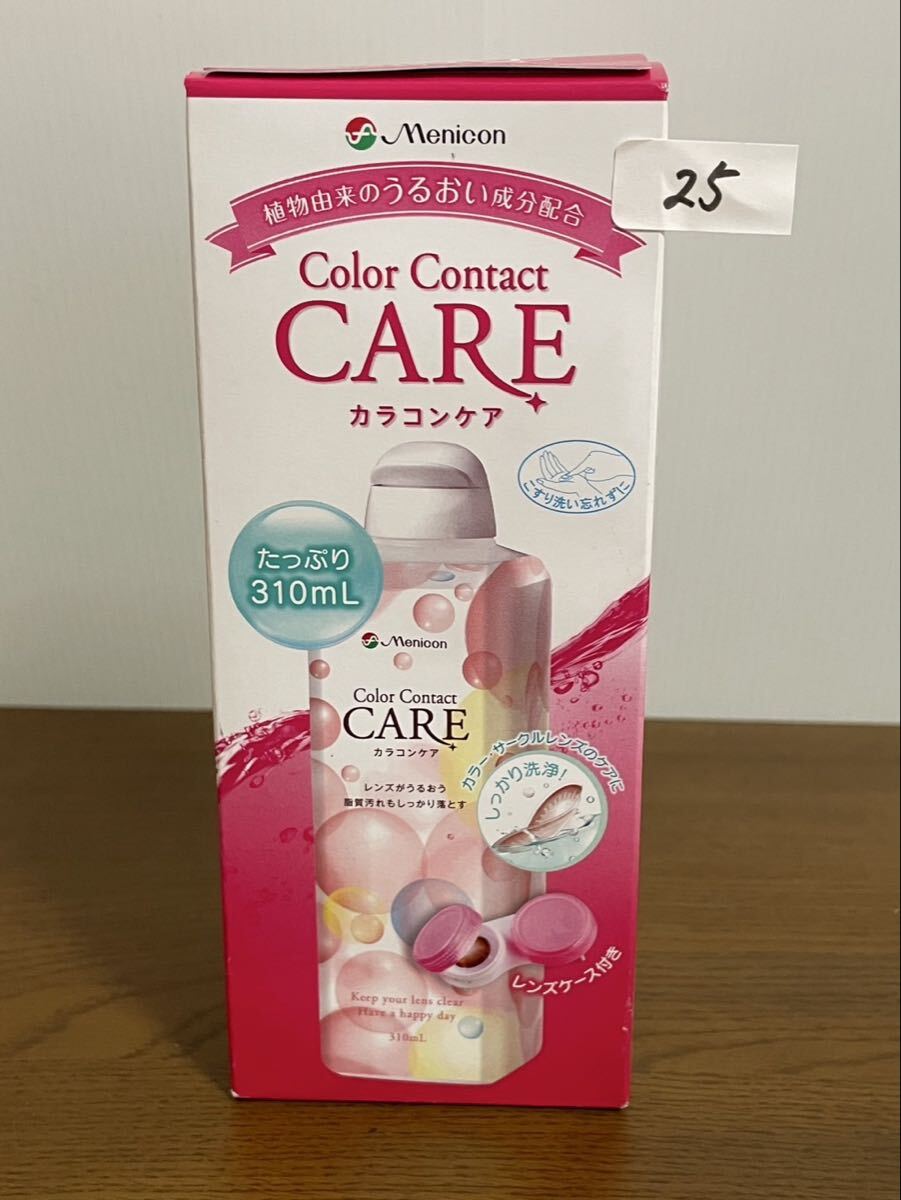 Menicon
植物由来のうるおい成分配合
25
Color Contact
CARE
カラコンケア
こすり洗い忘れずに
たっぷり
310mL
Menicon
Color Contact
CARE
カラコンケア
レンズがうるおう
脂質汚れもしっかり落とす
カラー・サークルレンズのケアに
しっかり洗浄!
レンズケース付き
Keep your lens clear
Have a happy day
310mL